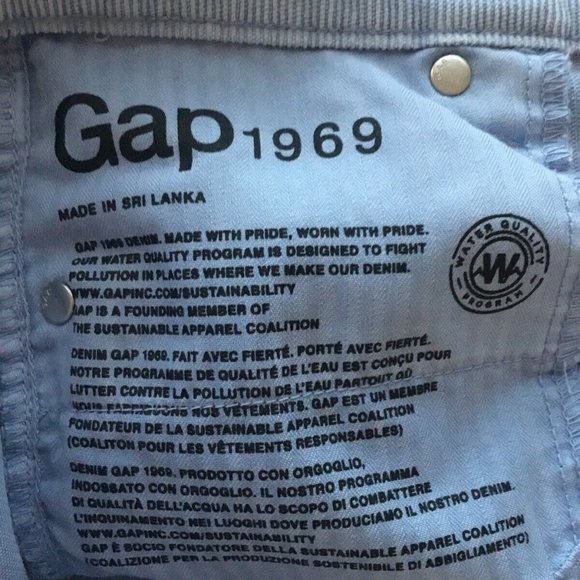 Gap 1969
MADE IN SRI LANKA
GAP 1969 DENIM. MADE WITH PRIDE, WORN WITH PRIDE.
OUR WATER QUALITY PROGRAM IS DESIGNED TO FIGHT
POLLUTION IN PLACES WHERE WE MAKE OUR DENIM.
WWW.GAPINC.COM/SUSTAINABILITY
GAP IS A FOUNDING MEMBER OF
THE SUSTAINABLE APPAREL COALITION
WATER QUALITY
W
PROGRAM
DENIM GAP 1969. FAIT AVEC FIERTÉ. PORTÉ AVEC FIERTÉ.
NOTRE PROGRAMME DE QUALITÉ DE L'EAU EST CONÇU POUR
LUTTER CONTRE LA POLLUTION DE L'EAU PARTOUT OÙ
NOUS FABRIQUONS NOS VÊTEMENTS. GAP EST UN MEMBRE
FONDATEUR DE LA SUSTAINABLE APPAREL COALITION
(COALITON POUR LES VÊTEMENTS RESPONSABLES)
DENIM GAP 1969. PRODOTTO CON ORGOGLIO,
INDOSSATO CON ORGOGLIO. IL NOSTRO PROGRAMMA
DI QUALITÀ DELL'ACQUA HA LO SCOPO DI COMBATTERE
L'INQUINAMENTO NEI LUOGHI DOVE PRODUCIAMO IL NOSTRO DENIM.
WWW.GAPINC.COM/SUSTAINABILITY
GAP È SOCIO FONDATORE DELLA SUSTAINABLE APPAREL COALITION
(COALIZIONE PER LA PRODUZIONE SOSTENIBILE DI ABBIGLIAMENTO)